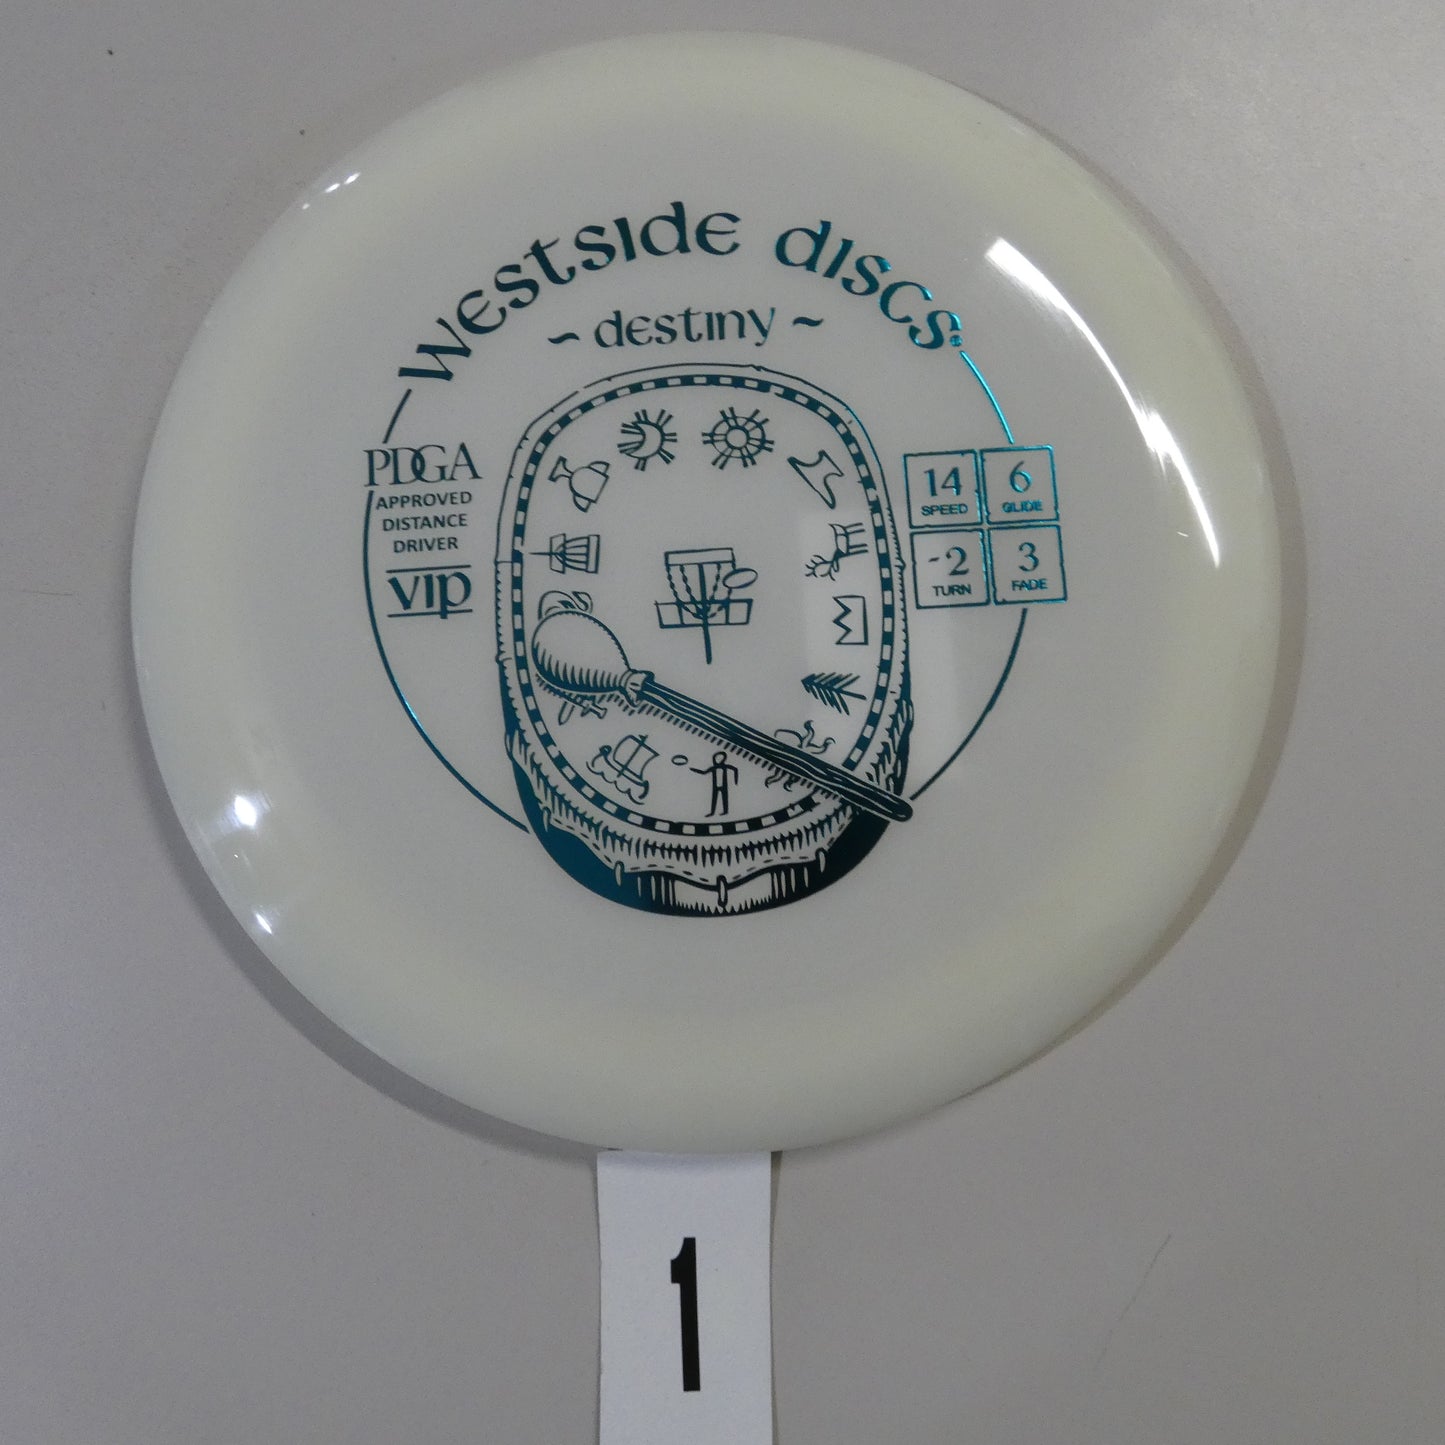 westside discs®
~ destiny ~
PDGA
APPROVED
DISTANCE
DRIVER
VIP
14
SPEED
6
GLIDE
-2
TURN
3
FADE
1